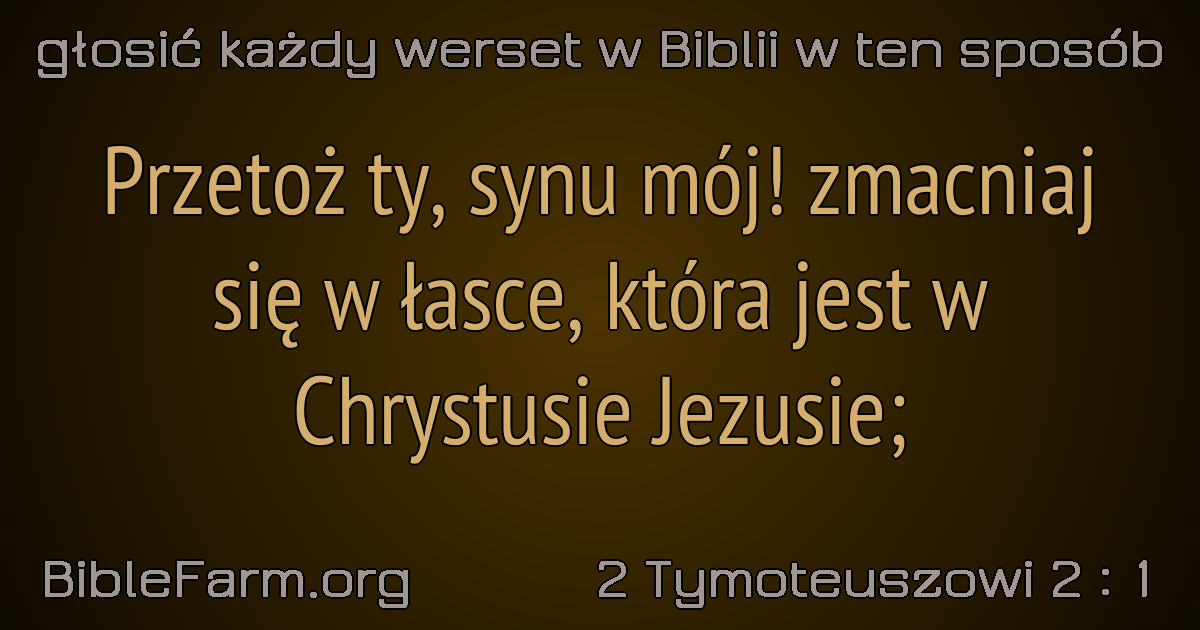 głosić każdy werset w Biblii w ten sposób
Przetoż ty, synu mój! zmacniaj
się w łasce, która jest w
Chrystusie Jezusie;
BibleFarm.org
2 Tymoteuszowi 2 : 1